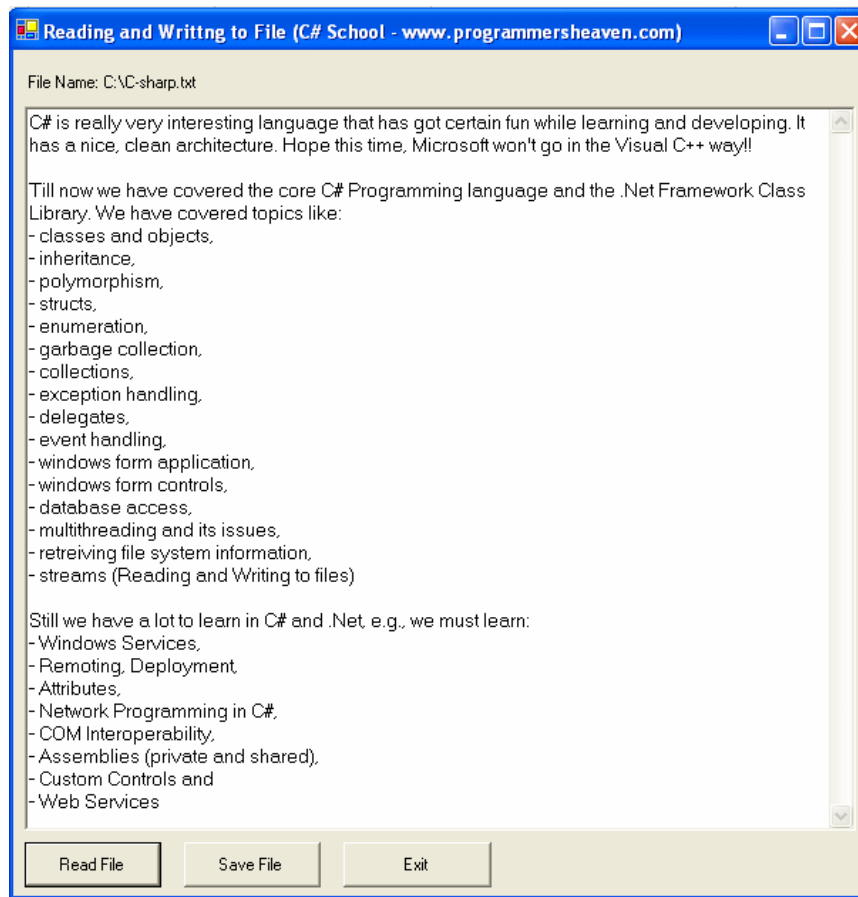 Reading and Writtng to File (C# School - www.programmersheaven.com)
File Name: C:\C-sharp.txt
C# is really very interesting language that has got certain fun while learning and developing. It
has a nice, clean architecture. Hope this time, Microsoft won't go in the Visual C++ way!!
Till now we have covered the core C# Programming language and the .Net Framework Class
Library. We have covered topics like:
- classes and objects,
- inheritance,
- polymorphism,
- structs,
- enumeration,
- garbage collection,
- collections,
- exception handling,
- delegates,
- event handling,
- windows form application,
- windows form controls,
- database access,
- multithreading and its issues,
- retreiving file system information,
- streams (Reading and Writing to files)
Still we have a lot to learn in C# and .Net, e.g., we must learn:
- Windows Services,
- Remoting, Deployment,
- Attributes,
- Network Programming in C#,
- COM Interoperability,
- Assemblies (private and shared),
- Custom Controls and
- Web Services
Read File Save File Exit